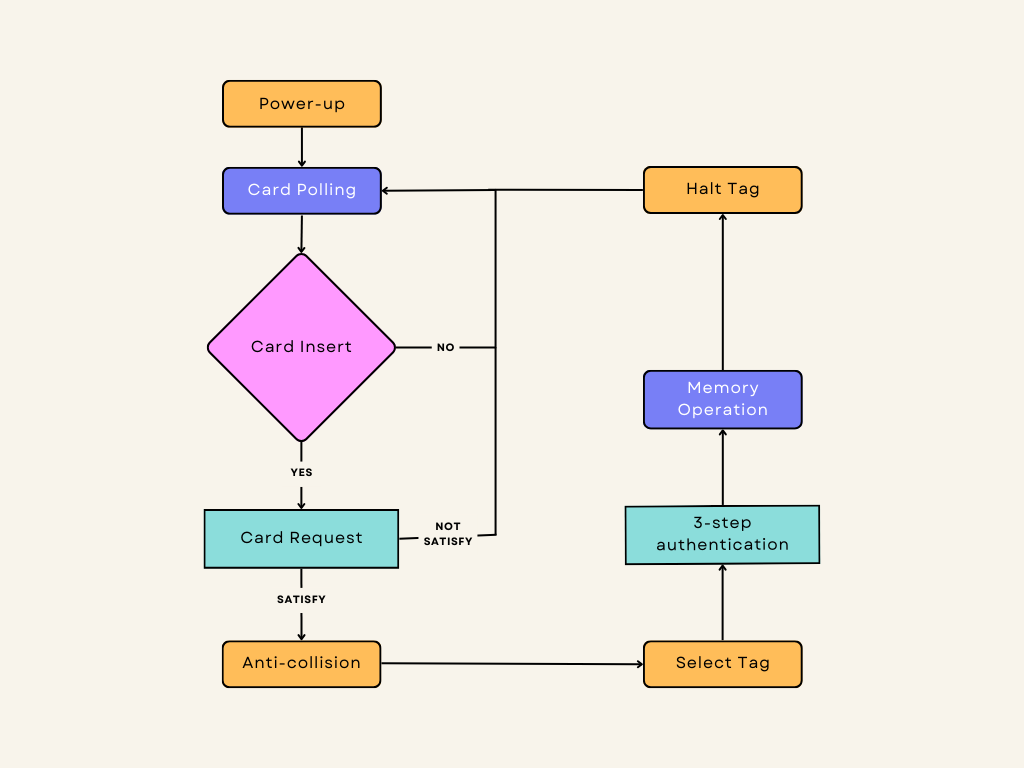 Power-up
Card Polling
Halt Tag
Card Insert
NO
Memory
Operation
YES
Card Request
NOT
SATISFY
3-step
authentication
SATISFY
Anti-collision
Select Tag